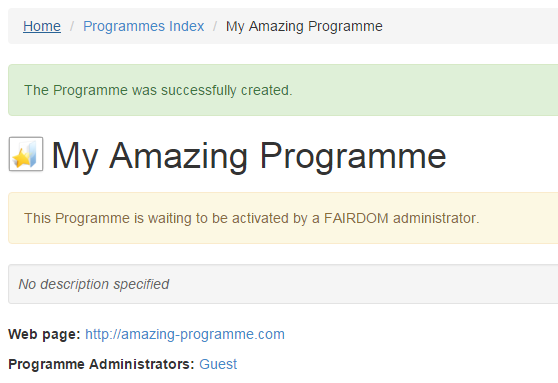 Home / Programmes Index / My Amazing Programme
The Programme was successfully created.
My Amazing Programme
This Programme is waiting to be activated by a FAIRDOM administrator.
No description specified
Web page: http://amazing-programme.com
Programme Administrators: Guest